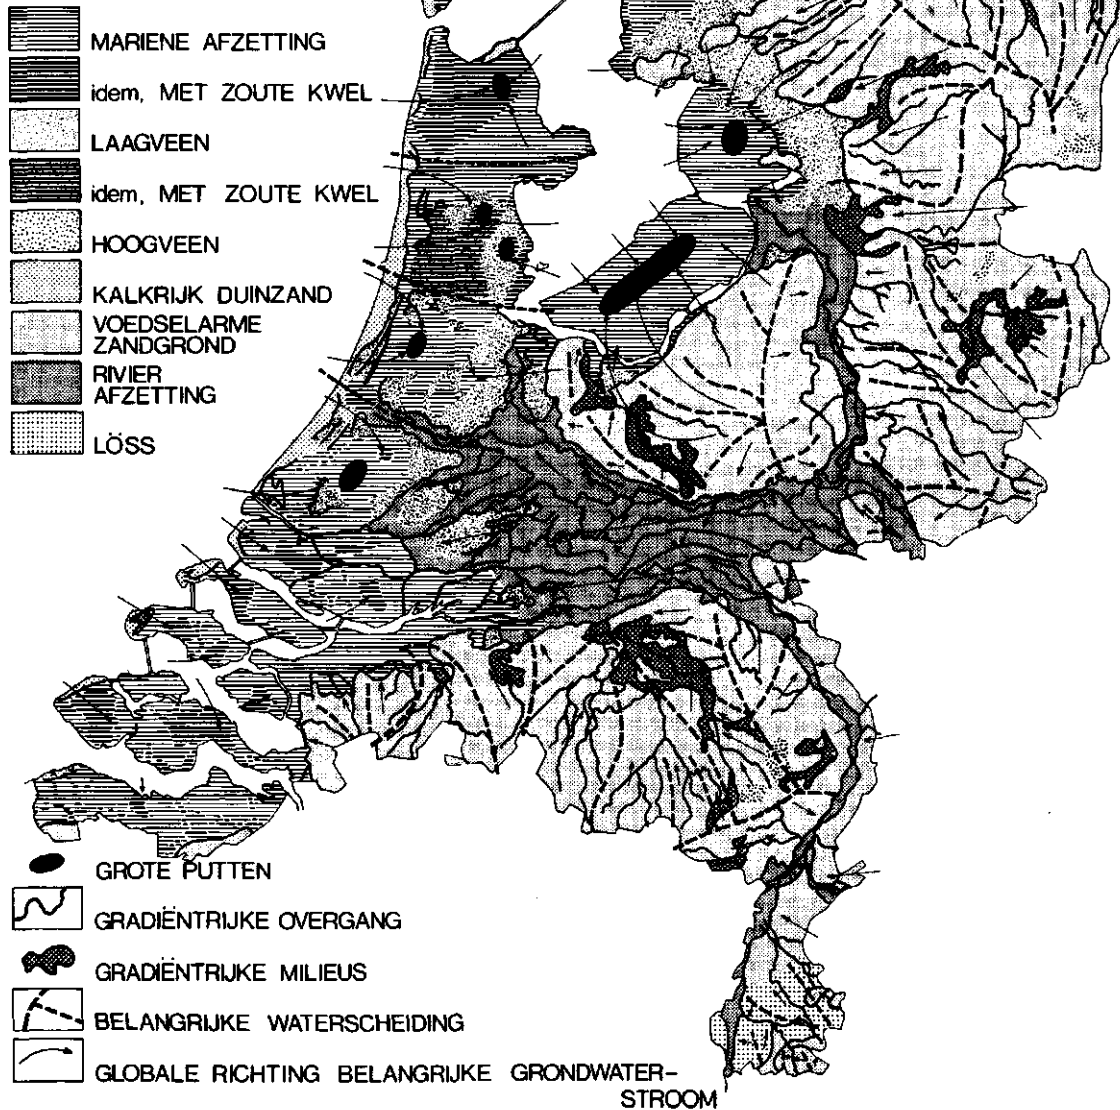 MARIENE AFZETTING
idem, MET ZOUTE KWEL
LAAGVEEN
idem, MET ZOUTE KWEL
HOOGVEEN
KALKRIJK DUINZAND
VOEDSELARME
ZANDGROND
RIVIER
AFZETTING
LÖSS
GROTE PUTTEN
GRADIËNTRIJKE OVERGANG
GRADIËNTRIJKE MILIEUS
BELANGRIJKE WATERSCHEIDING
GLOBALE RICHTING BELANGRIJKE GRONDWATER-
STROOM